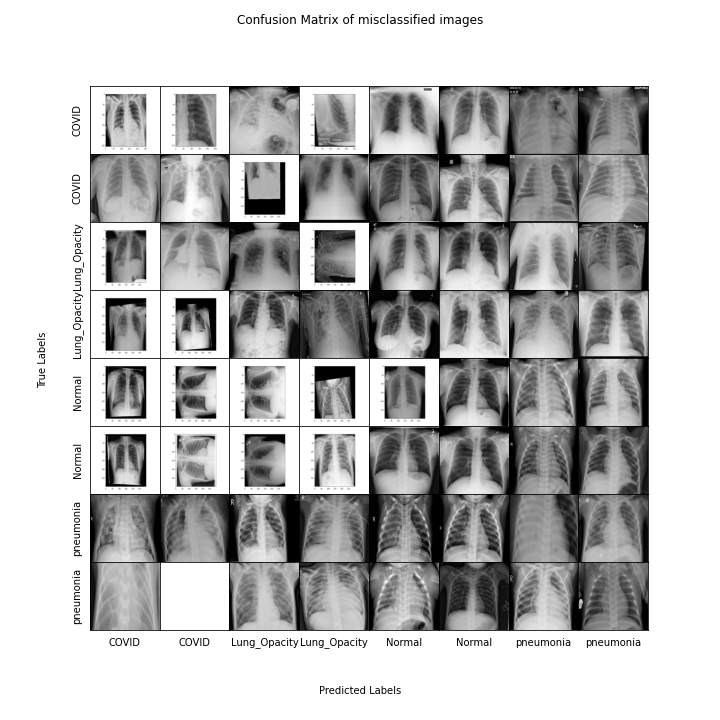 Confusion Matrix of misclassified images
COVID
COVID
Lung_Opacity
Lung_Opacity
Normal
Normal
pneumonia
pneumonia
True Labels
COVID COVID Lung_Opacity Lung_Opacity Normal Normal pneumonia pneumonia
Predicted Labels